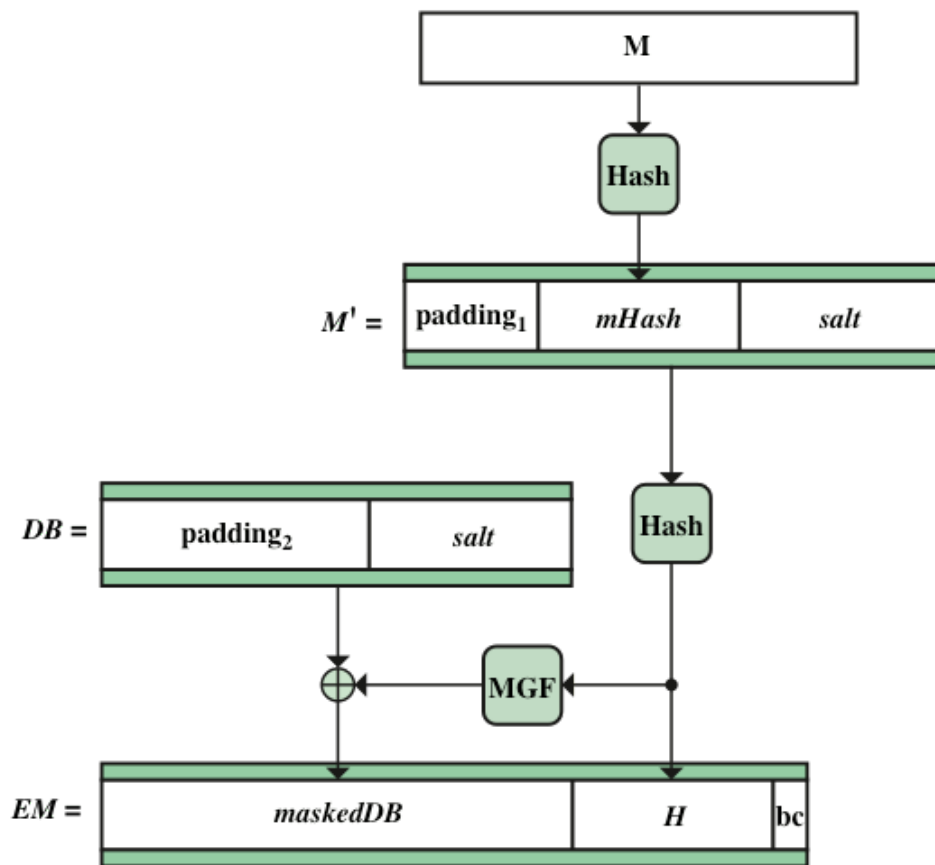 M
Hash
M' = padding₁ mHash salt
DB = padding₂ salt
Hash
MGF
EM = maskedDB H bc